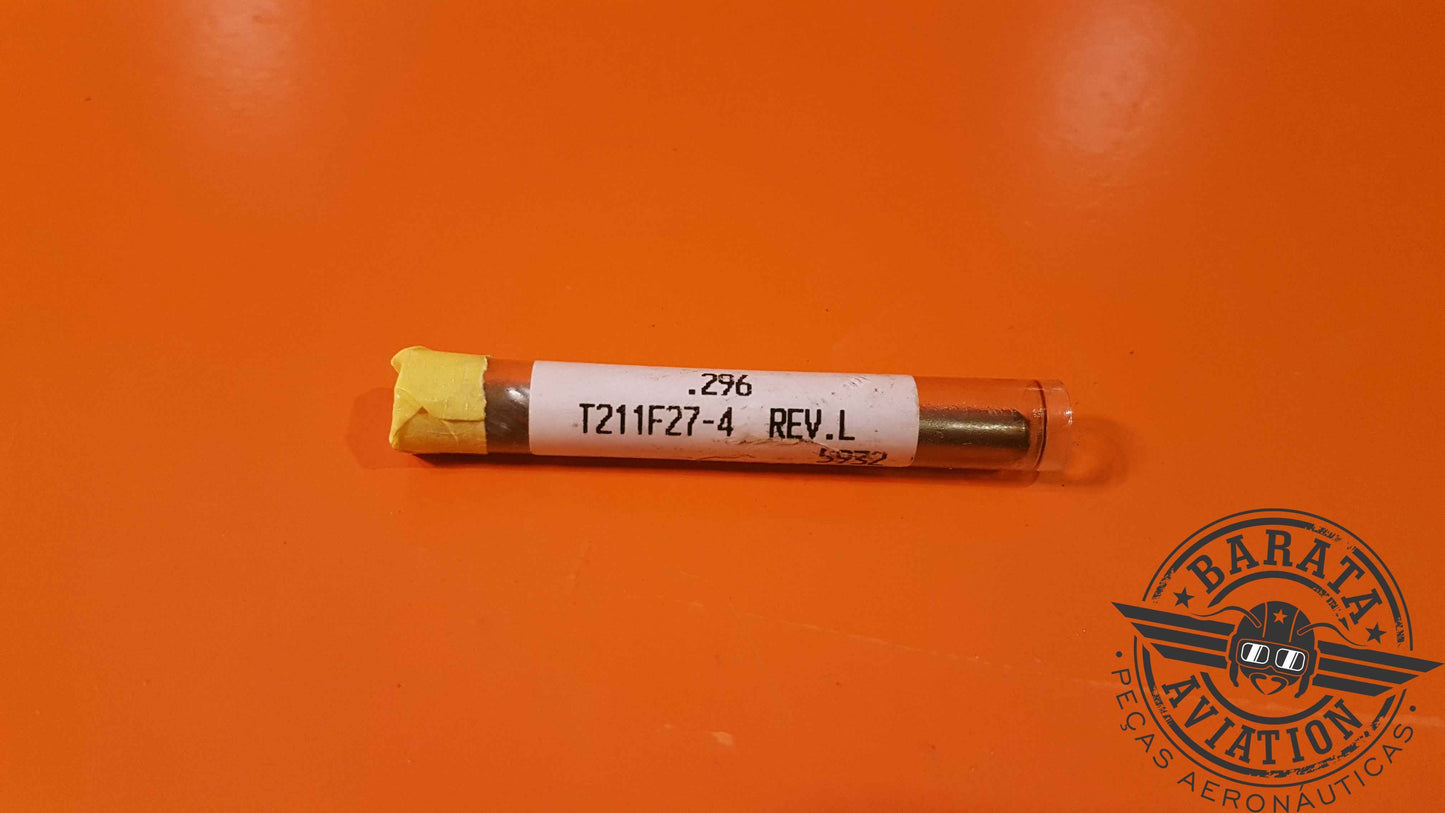 .296
T211F27-4 REV.L
5932
BARATA
AVIATION
PEÇAS AERONÁUTICAS